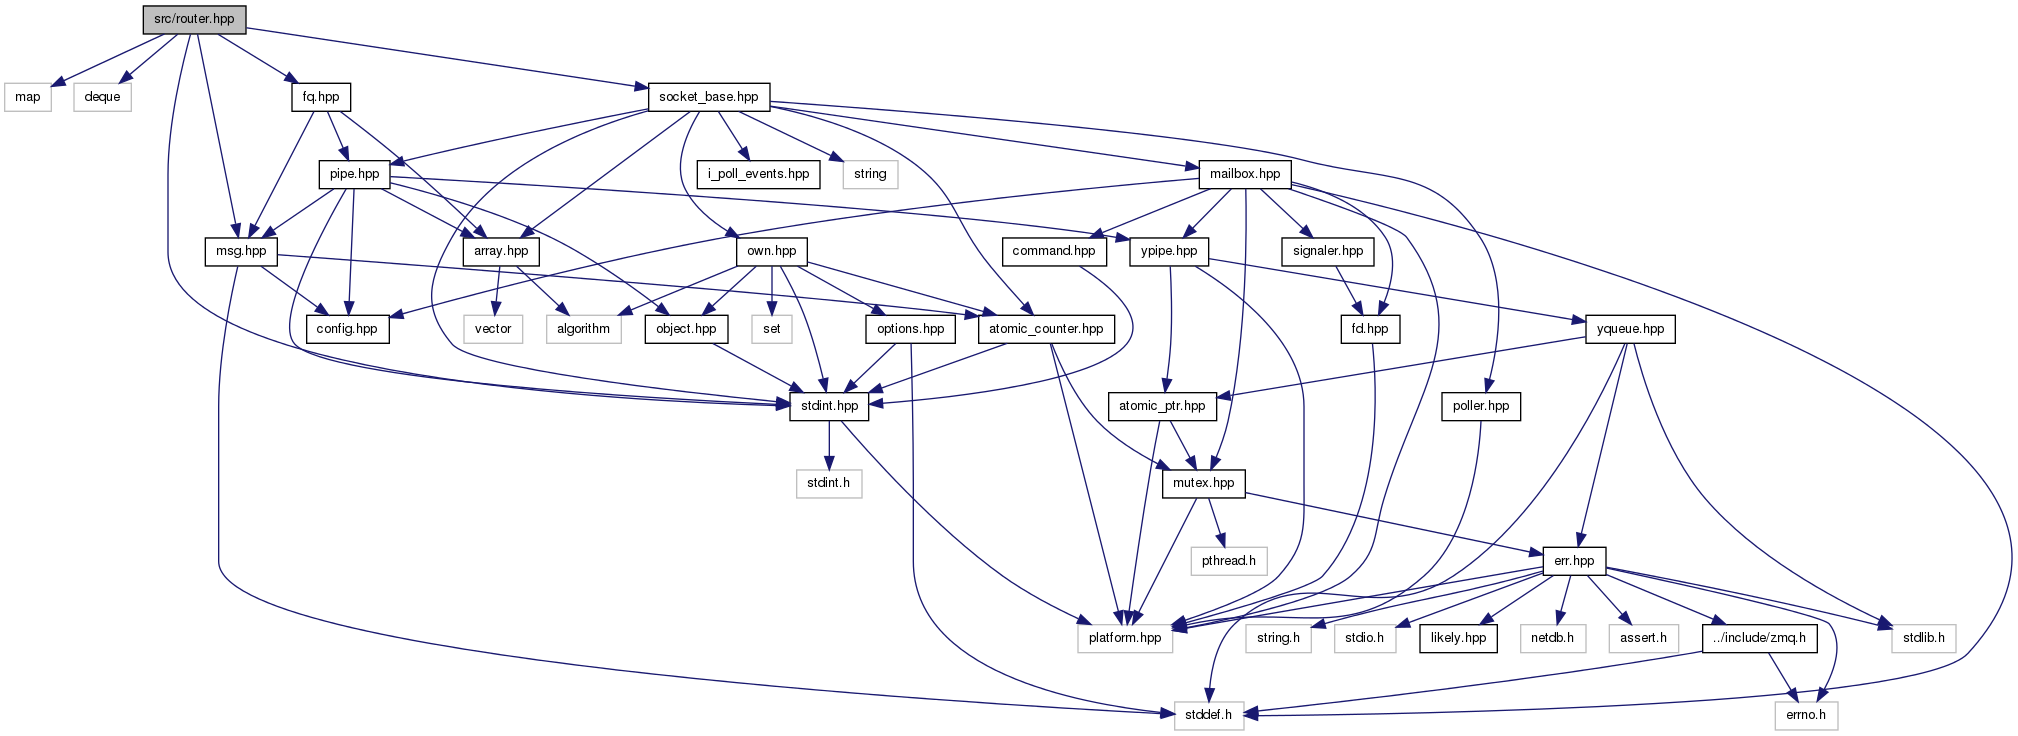 src/router.hpp
map
deque
fq.hpp
socket_base.hpp
pipe.hpp
i_poll_events.hpp
string
mailbox.hpp
msg.hpp
array.hpp
own.hpp
command.hpp
ypipe.hpp
signaler.hpp
config.hpp
vector
algorithm
object.hpp
set
options.hpp
atomic_counter.hpp
fd.hpp
yqueue.hpp
stdint.hpp
atomic_ptr.hpp
poller.hpp
stdint.h
mutex.hpp
pthread.h
err.hpp
platform.hpp
string.h
stdio.h
likely.hpp
netdb.h
assert.h
../include/zmq.h
stdlib.h
stddef.h
errno.h